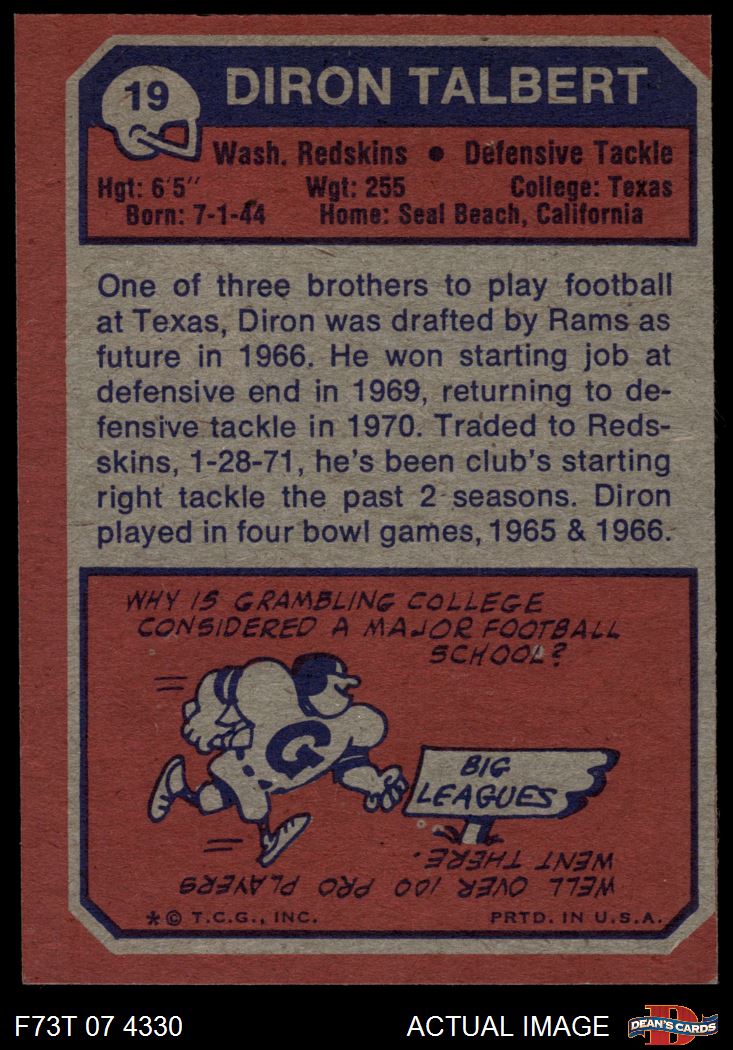 19
DIRON TALBERT
Wash. Redskins • Defensive Tackle
Hgt: 6'5" Wgt: 255 College: Texas
Born: 7-1-44 Home: Seal Beach, California
One of three brothers to play football
at Texas, Diron was drafted by Rams as
future in 1966. He won starting job at
defensive end in 1969, returning to de-
fensive tackle in 1970. Traded to Reds-
skins, 1-28-71, he's been club's starting
right tackle the past 2 seasons. Diron
played in four bowl games, 1965 & 1966.
WHY IS GRAMBLING COLLEGE
CONSIDERED A MAJOR FOOTBALL
SCHOOL?
G
BIG
LEAGUES
WELL OVER 100 PRO PLAYERS
WENT THERE.
*© T.C.G., INC. PRTD. IN U.S.A.
F73T 07 4330 ACTUAL IMAGE
D
DEAN'S CARDS